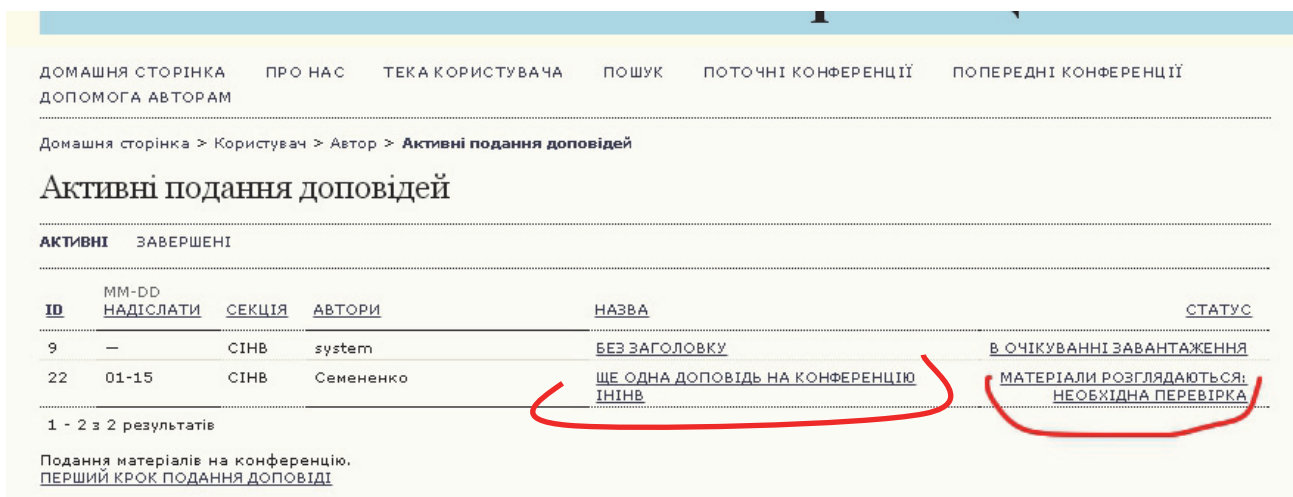 ДОМАШНЯ СТОРІНКА ПРО НАС ТЕКА КОРИСТУВАЧА ПОШУК ПОТОЧНІ КОНФЕРЕНЦІЇ ПОПЕРЕДНІ КОНФЕРЕНЦІЇ
ДОПОМОГА АВТОРАМ
Домашня сторінка > Користувач > Автор > Активні подання доповідей
Активні подання доповідей
АКТИВНІ ЗАВЕРШЕНІ
MM-DD
ID НАДІСЛАТИ СЕКЦІЯ АВТОРИ НАЗВА СТАТУС
9 — СІНВ system БЕЗ ЗАГОЛОВКУ В ОЧІКУВАННІ ЗАВАНТАЖЕННЯ
22 01-15 СІНВ Семененко ЩЕ ОДНА ДОПОВІДЬ НА КОНФЕРЕНЦІЮ МАТЕРІАЛИ РОЗГЛЯДАЮТЬСЯ:
ІНІНВ НЕОБХІДНА ПЕРЕВІРКА
1 - 2 з 2 результатів
Подання матеріалів на конференцію.
ПЕРШИЙ КРОК ПОДАННЯ ДОПОВІДІ